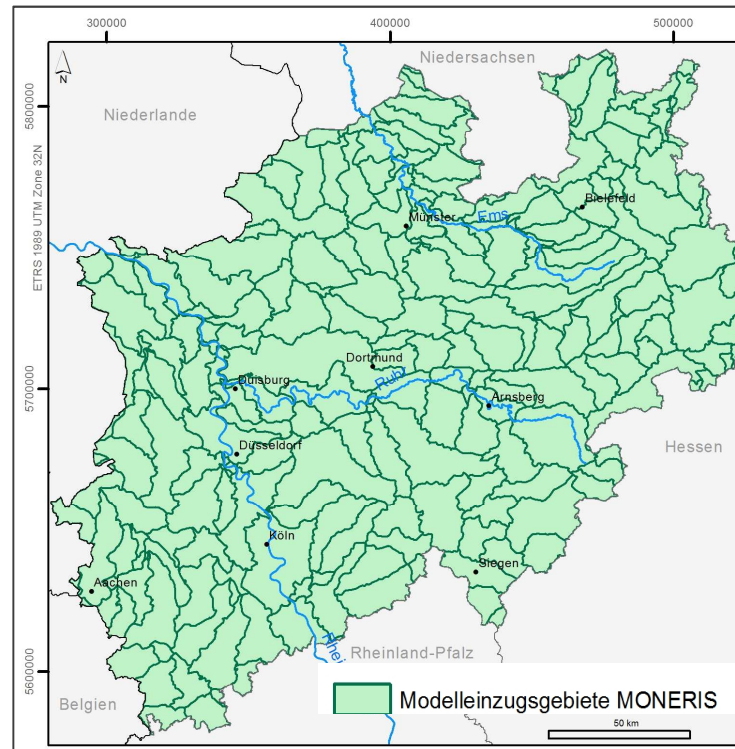 300000
400000
500000
Niedersachsen
N
Niederlande
5800000
ETRS 1989 UTM Zone 32N
Bielefeld
Ems
Münster
Dortmund
Ruhr
Duisburg
5700000
Arnsberg
Hessen
Düsseldorf
Köln
Siegen
Aachen
Rhei
Rheinland-Pfalz
5600000
Belgien
Modelleinzugsgebiete MONERIS
50 km